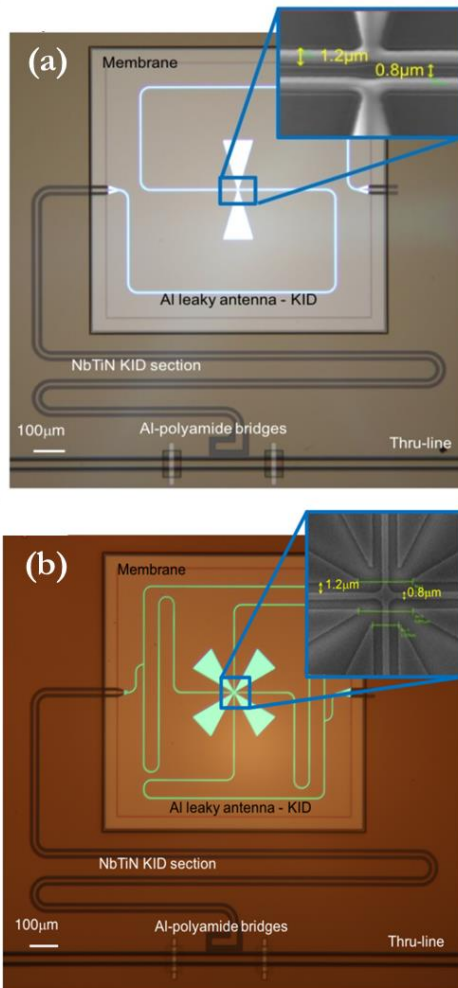 (a)
Membrane
1.2μm
0.8μm
Al leaky antenna - KID
NbTiN KID section
100μm
Al-polyamide bridges
Thru-line
(b)
Membrane
1.2μm
0.8μm
Al leaky antenna - KID
NbTiN KID section
100μm
Al-polyamide bridges
Thru-line